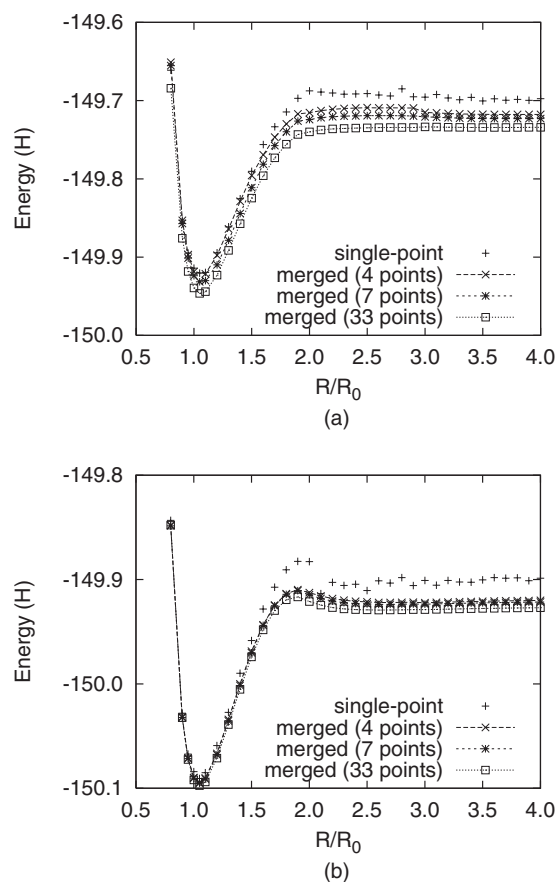 -149.6
-149.7
-149.8
-149.9
-150.0
Energy (H)
single-point
merged (4 points)
merged (7 points)
merged (33 points)
0.5 1.0 1.5 2.0 2.5 3.0 3.5 4.0
R/R0
(a)
-149.8
-149.9
-150.0
-150.1
Energy (H)
single-point
merged (4 points)
merged (7 points)
merged (33 points)
0.5 1.0 1.5 2.0 2.5 3.0 3.5 4.0
R/R0
(b)